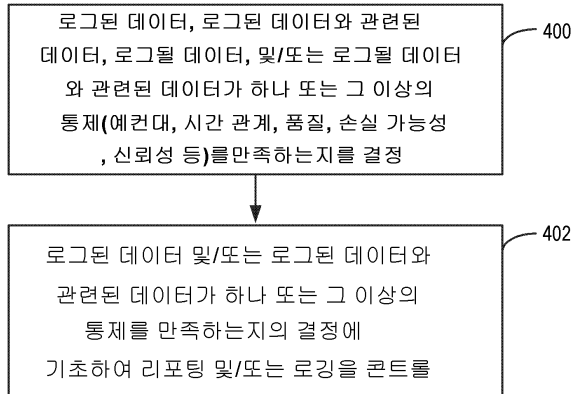 로그된 데이터, 로그된 데이터와 관련된
데이터, 로그될 데이터, 및/또는 로그될 데이터
와 관련된 데이터가 하나 또는 그 이상의
통제(예컨대, 시간 관계, 품질, 손실 가능성
, 신뢰성 등)를만족하는지를 결정
400
로그된 데이터 및/또는 로그된 데이터와
관련된 데이터가 하나 또는 그 이상의
통제를 만족하는지의 결정에
기초하여 리포팅 및/또는 로깅을 콘트롤
402